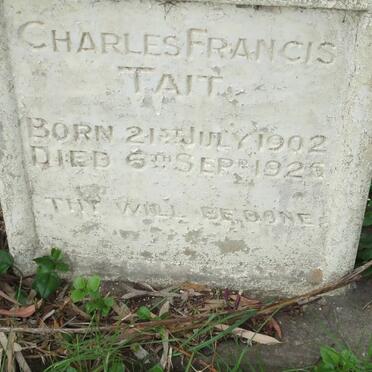 CHARLES FRANCIS
TAIT.
BORN 21ST JULY 1902
DIED 6TH SEPR 1925
THY WILL BE DONE.